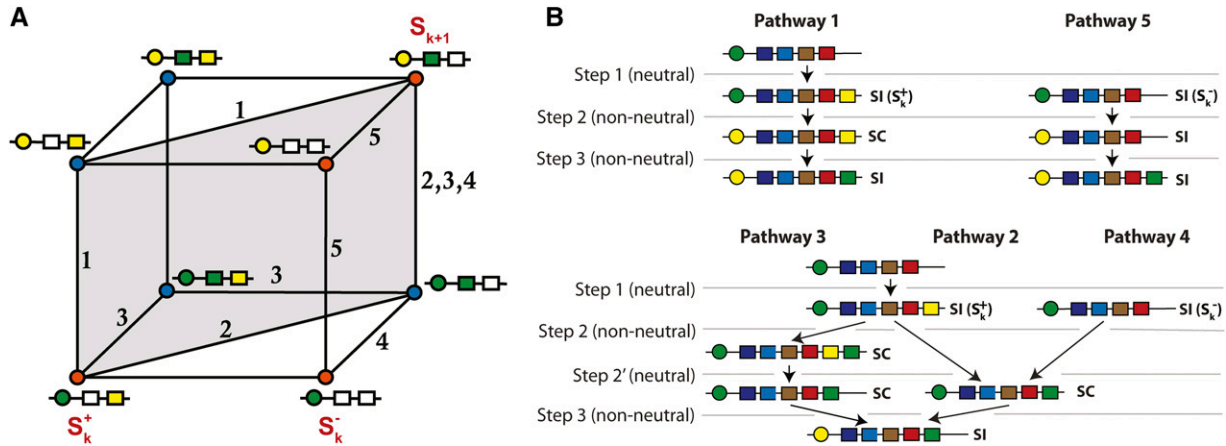 A
S_{k+1}
1
5
2,3,4
1
5
3
3
2
4
S_k^+
S_k^-
B
Pathway 1
Pathway 5
Step 1 (neutral)
SI (S_k^+)
SI (S_k^-)
Step 2 (non-neutral)
SC
SI
Step 3 (non-neutral)
SI
SI
Pathway 3
Pathway 2
Pathway 4
Step 1 (neutral)
SI (S_k^+)
SI (S_k^-)
Step 2 (non-neutral)
SC
Step 2' (neutral)
SC
SC
Step 3 (non-neutral)
SI